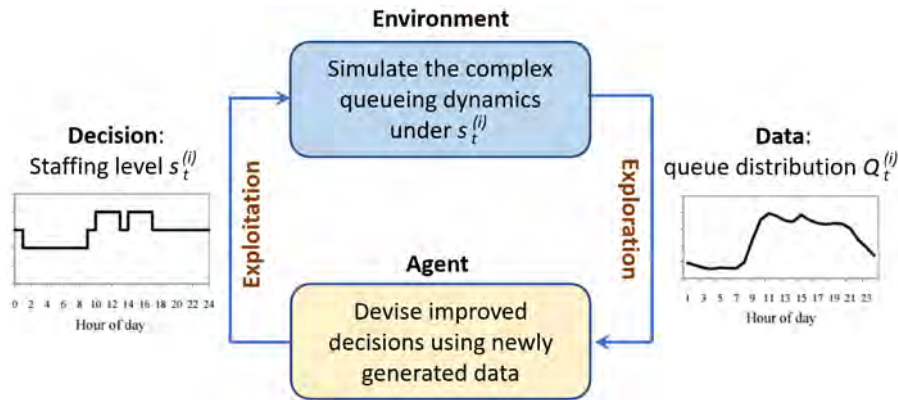 Environment
Simulate the complex
queueing dynamics
under s_t^(i)
Decision:
Staffing level s_t^(i)
0 2 4 6 8 10 12 14 16 18 20 22 24
Hour of day
Exploitation
Exploration
Data:
queue distribution Q_t^(i)
1 3 5 7 9 11 13 15 17 19 21 23
Hour of day
Agent
Devise improved
decisions using newly
generated data